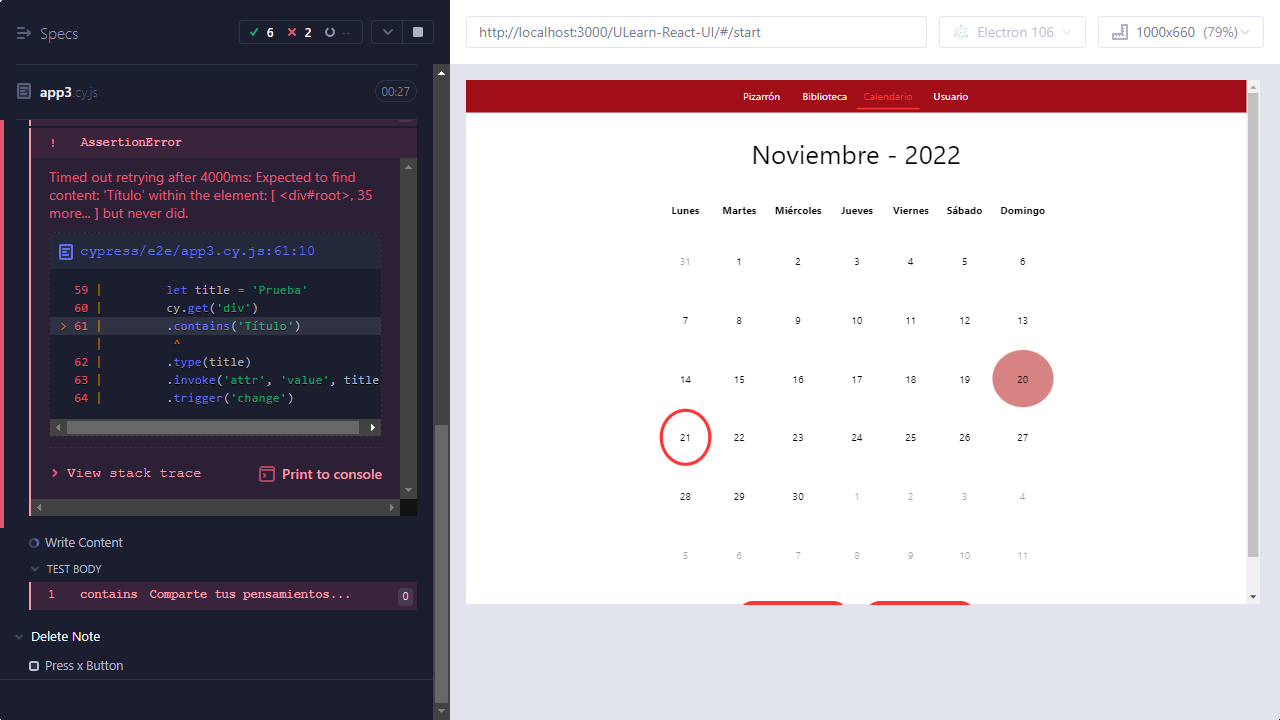 Specs
6 2 --
app3.cy.js 00:27
! AssertionError
Timed out retrying after 4000ms: Expected to find
content: 'Título' within the element: [ <div#root>, 35
more... ] but never did.
cypress/e2e/app3.cy.js:61:10
59 | let title = 'Prueba'
60 | cy.get('div')
> 61 | .contains('Título')
| ^
62 | .type(title)
63 | .invoke('attr', 'value', title
64 | .trigger('change')
> View stack trace
Print to console
Write Content
TEST BODY
1 contains Comparte tus pensamientos... 0
Delete Note
Press x Button
http://localhost:3000/ULearn-React-UI/#/start
Electron 106
1000x660 (79%)
Pizarrón Biblioteca Calendario Usuario
Noviembre - 2022
Lunes Martes Miércoles Jueves Viernes Sábado Domingo
31 1 2 3 4 5 6
7 8 9 10 11 12 13
14 15 16 17 18 19 20
21 22 23 24 25 26 27
28 29 30 1 2 3 4
5 6 7 8 9 10 11